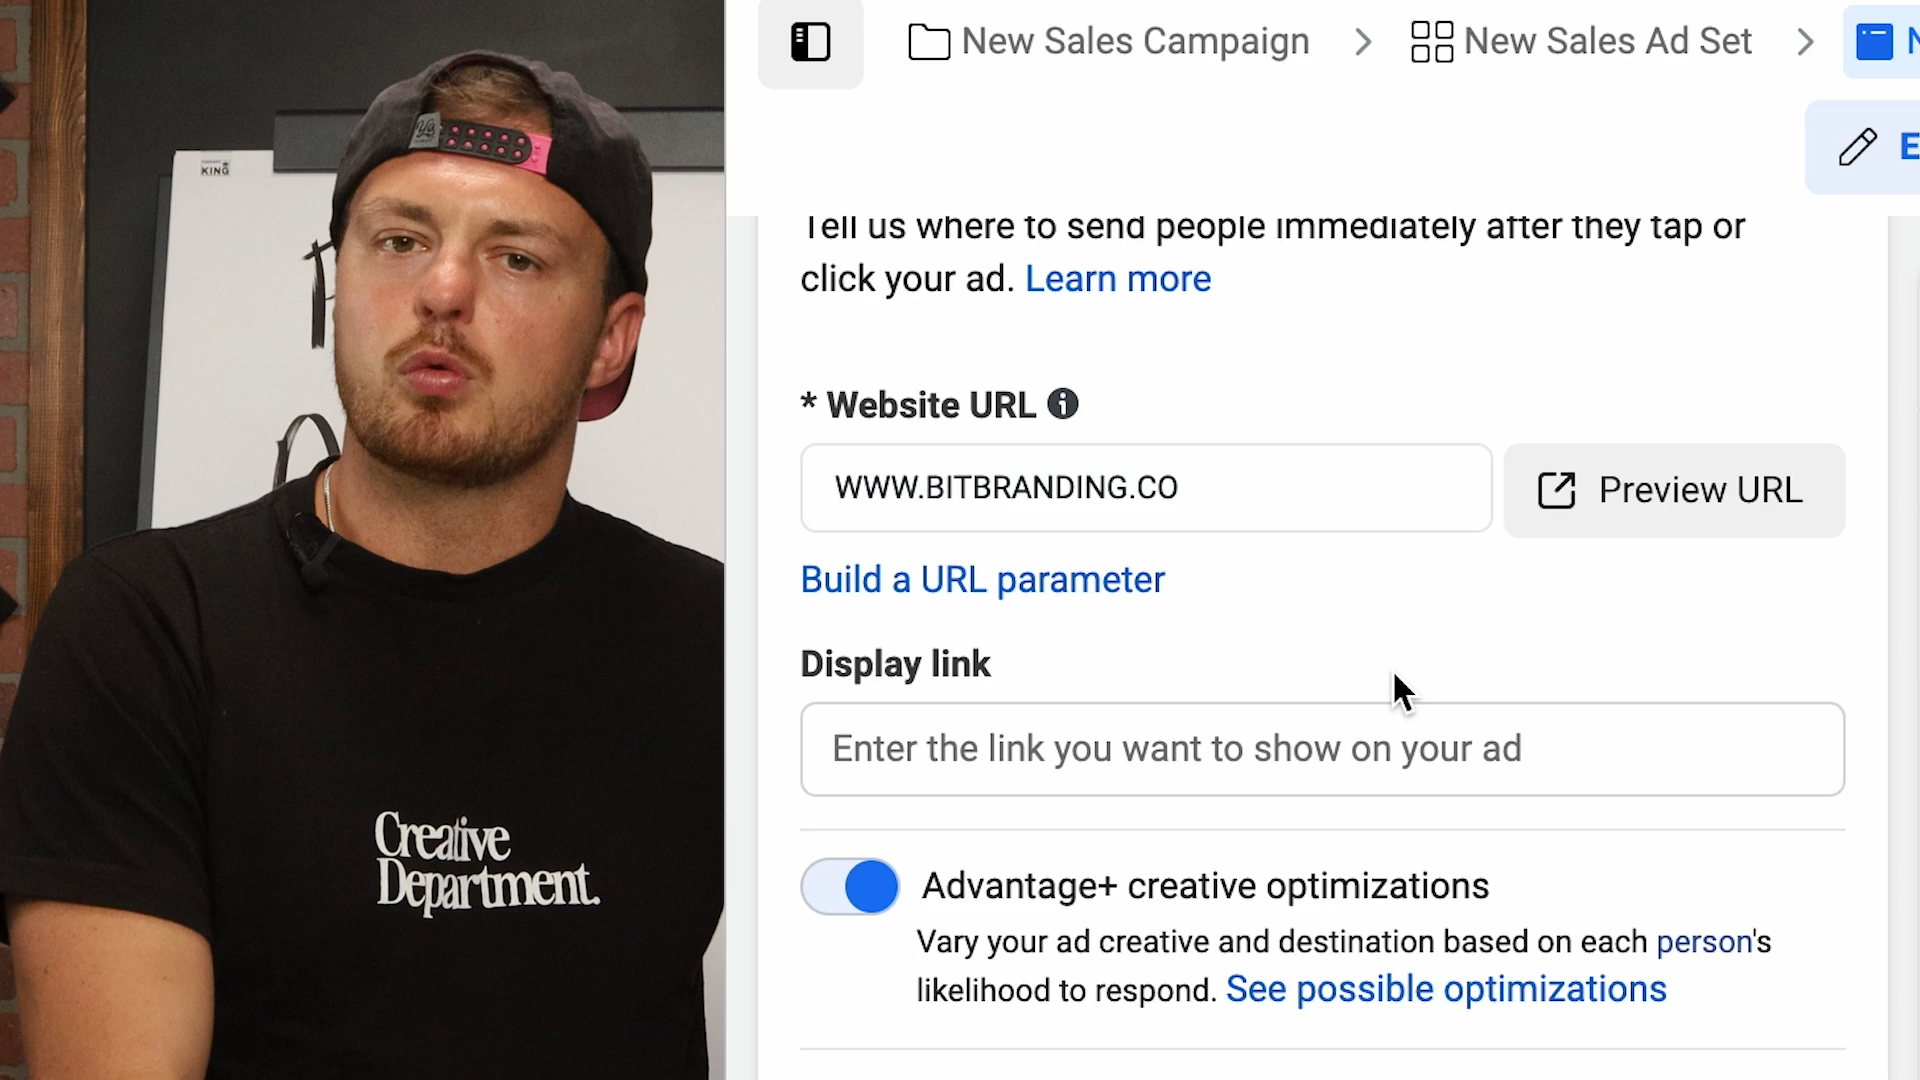 KING
Creative
Department.
New Sales Campaign
New Sales Ad Set
Tell us where to send people immediately after they tap or
click your ad. Learn more
* Website URL
WWW.BITBRANDING.CO
Preview URL
Build a URL parameter
Display link
Enter the link you want to show on your ad
Advantage+ creative optimizations
Vary your ad creative and destination based on each person's
likelihood to respond. See possible optimizations